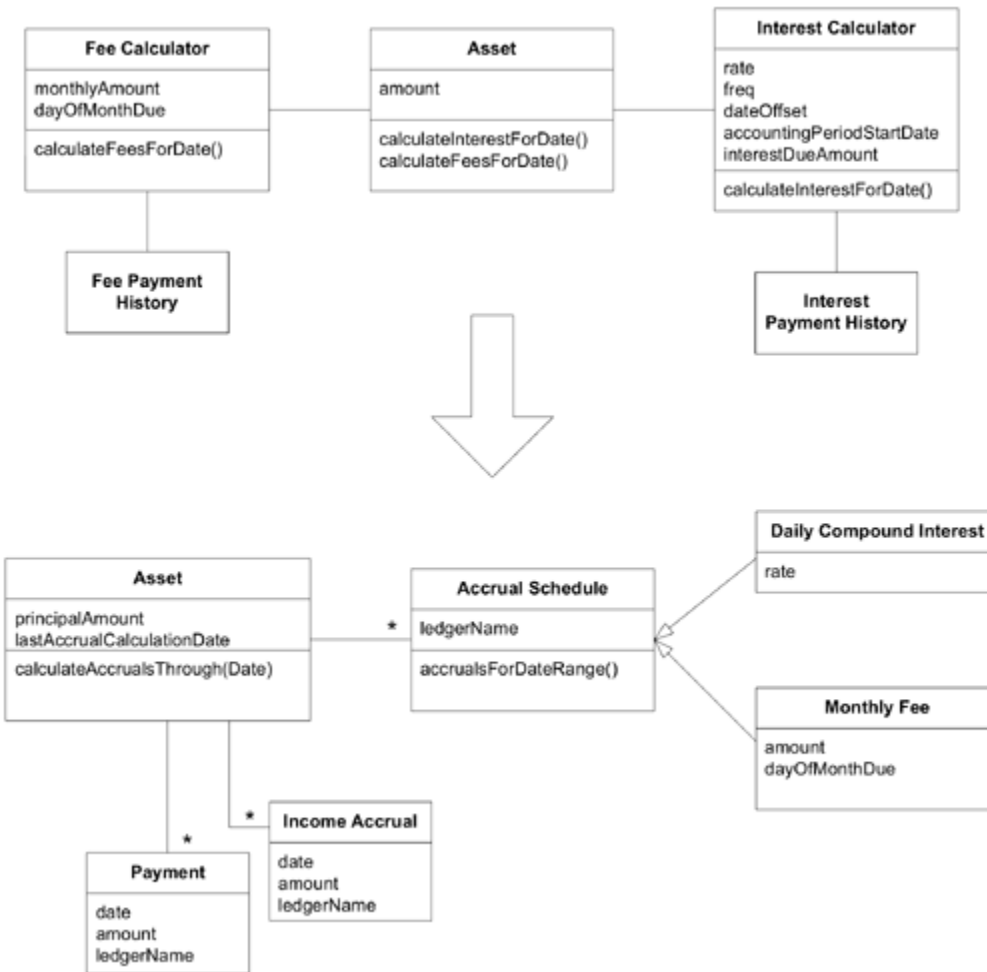 Fee Calculator
monthlyAmount
dayOfMonthDue
calculateFeesForDate()
Asset
amount
calculateInterestForDate()
calculateFeesForDate()
Interest Calculator
rate
freq
dateOffset
accountingPeriodStartDate
interestDueAmount
calculateInterestForDate()
Fee Payment
History
Interest
Payment History
Asset
principalAmount
lastAccrualCalculationDate
calculateAccrualsThrough(Date)
*
Accrual Schedule
ledgerName
accrualsForDateRange()
Daily Compound Interest
rate
Monthly Fee
amount
dayOfMonthDue
*
Income Accrual
date
amount
ledgerName
*
Payment
date
amount
ledgerName